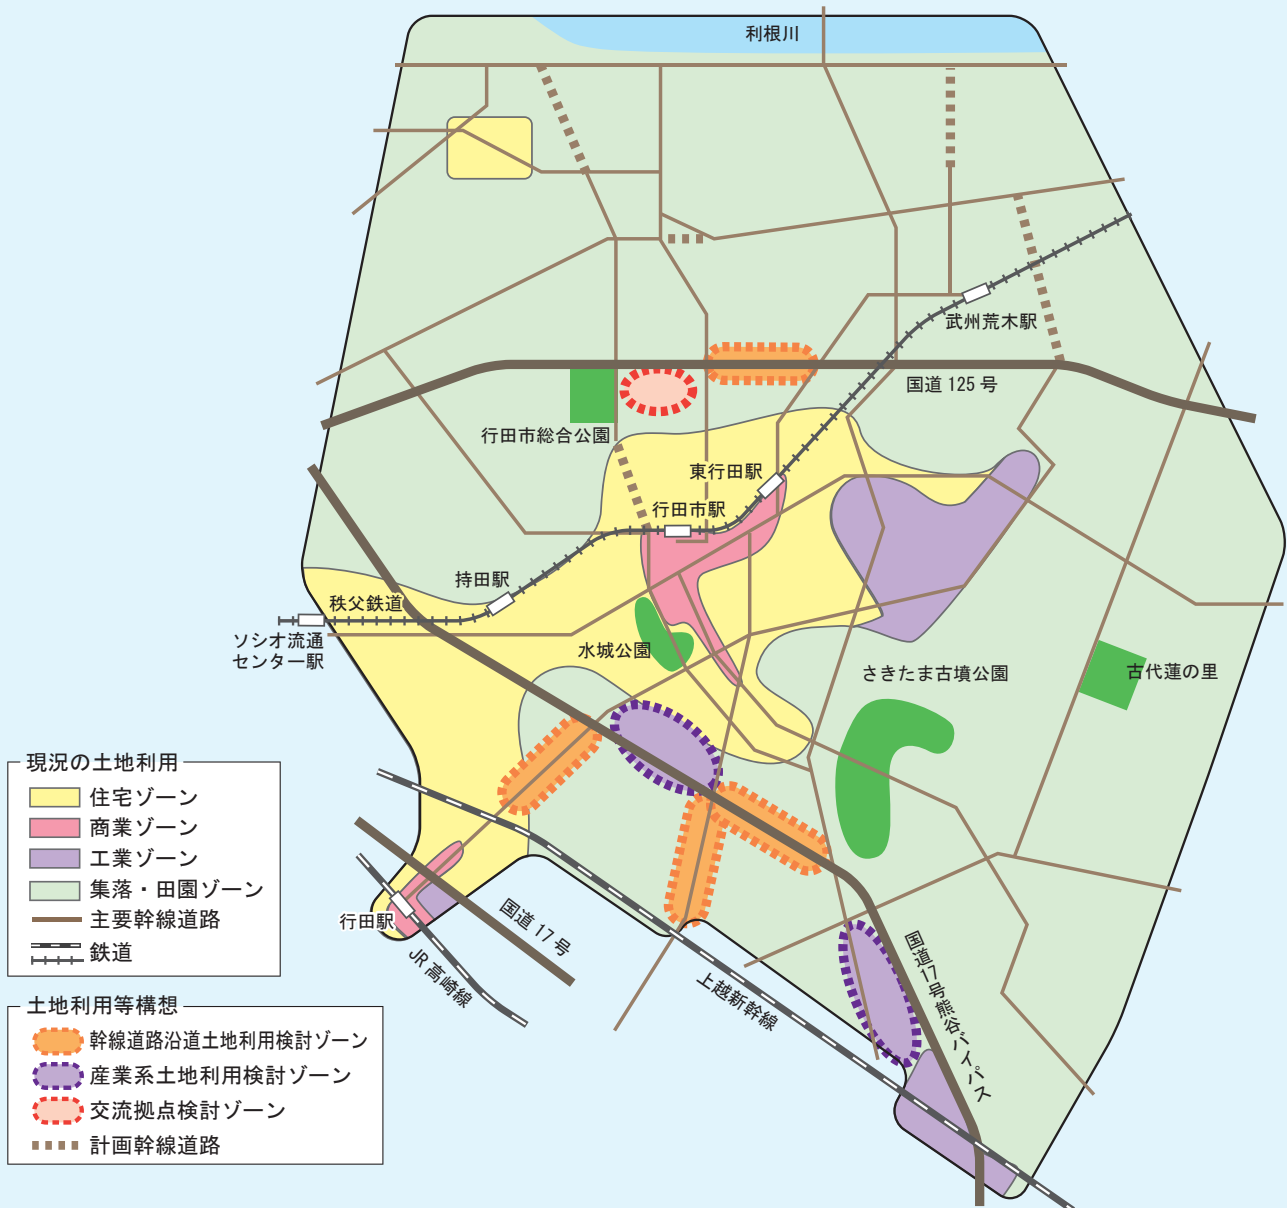 利根川
武州荒木駅
国道125号
行田市総合公園
東行田駅
行田市駅
持田駅
秩父鉄道
ソシオ流通
センター駅
水城公園
さきたま古墳公園
古代蓮の里
行田駅
国道17号
JR高崎線
上越新幹線
国道17号熊谷バイパス
現況の土地利用
住宅ゾーン
商業ゾーン
工業ゾーン
集落・田園ゾーン
主要幹線道路
鉄道
土地利用等構想
幹線道路沿道土地利用検討ゾーン
産業系土地利用検討ゾーン
交流拠点検討ゾーン
計画幹線道路